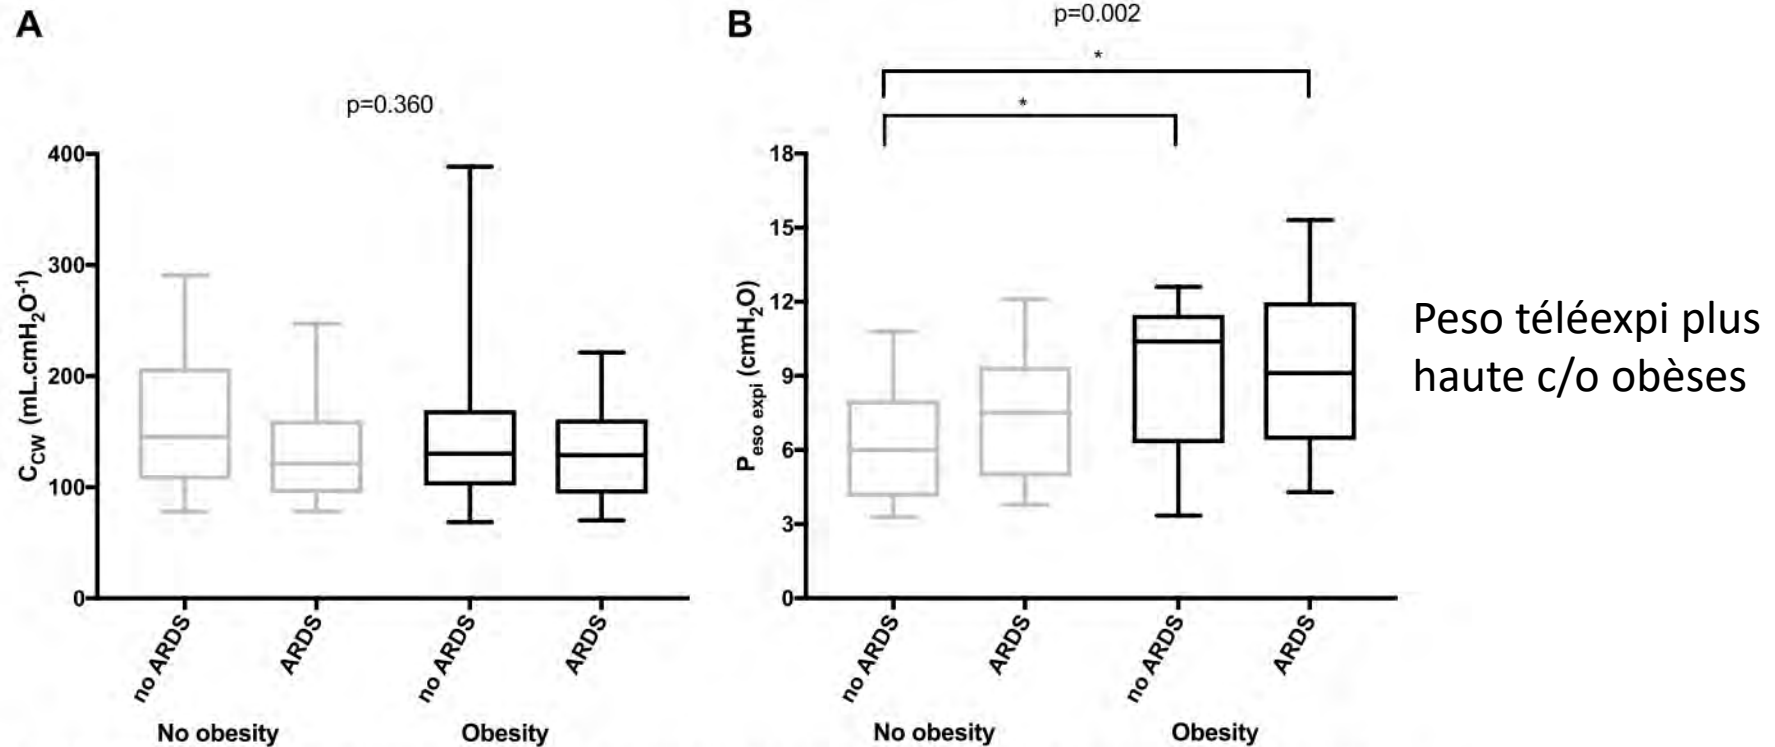 A
p=0.360
400
300
200
100
0
C_CW (mL.cmH₂O⁻¹)
no ARDS
ARDS
no ARDS
ARDS
No obesity
Obesity
B
p=0.002
*
*
18
15
12
9
6
3
0
P_eso expi (cmH₂O)
no ARDS
ARDS
no ARDS
ARDS
No obesity
Obesity
Peso téléexpi plus
haute c/o obèses